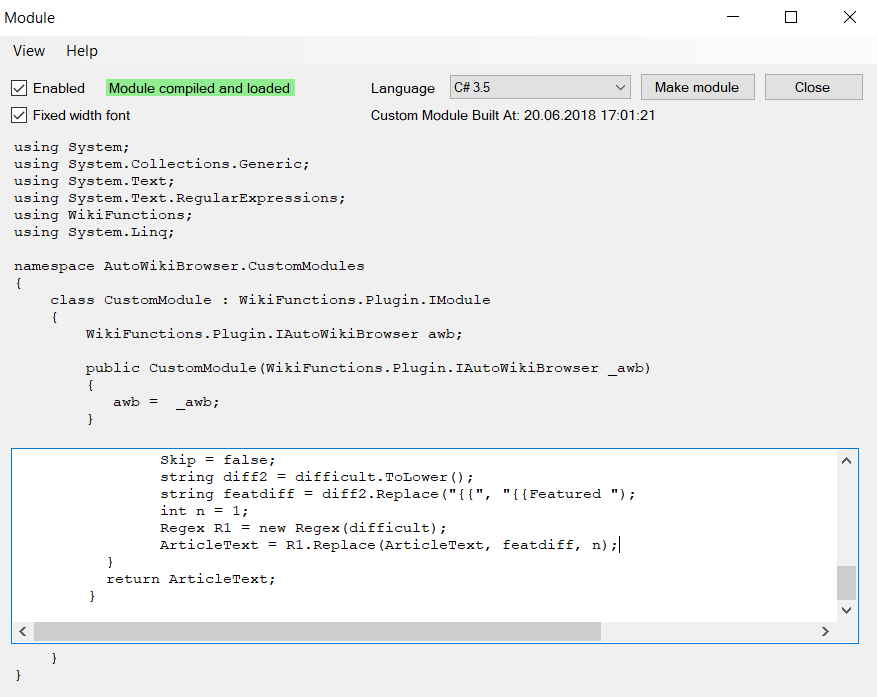 Module
View Help
Enabled Module compiled and loaded Language C# 3.5 Make module Close
Fixed width font Custom Module Built At: 20.06.2018 17:01:21
using System;
using System.Collections.Generic;
using System.Text;
using System.Text.RegularExpressions;
using WikiFunctions;
using System.Linq;
namespace AutoWikiBrowser.CustomModules
{
    class CustomModule : WikiFunctions.Plugin.IModule
    {
        WikiFunctions.Plugin.IAutoWikiBrowser awb;
        public CustomModule(WikiFunctions.Plugin.IAutoWikiBrowser _awb)
        {
           awb =  _awb;
        }
                Skip = false;
                string diff2 = difficult.ToLower();
                string featdiff = diff2.Replace("{{", "{{Featured ");
                int n = 1;
                Regex R1 = new Regex(difficult);
                ArticleText = R1.Replace(ArticleText, featdiff, n);
          }
          return ArticleText;
        }
    }
}